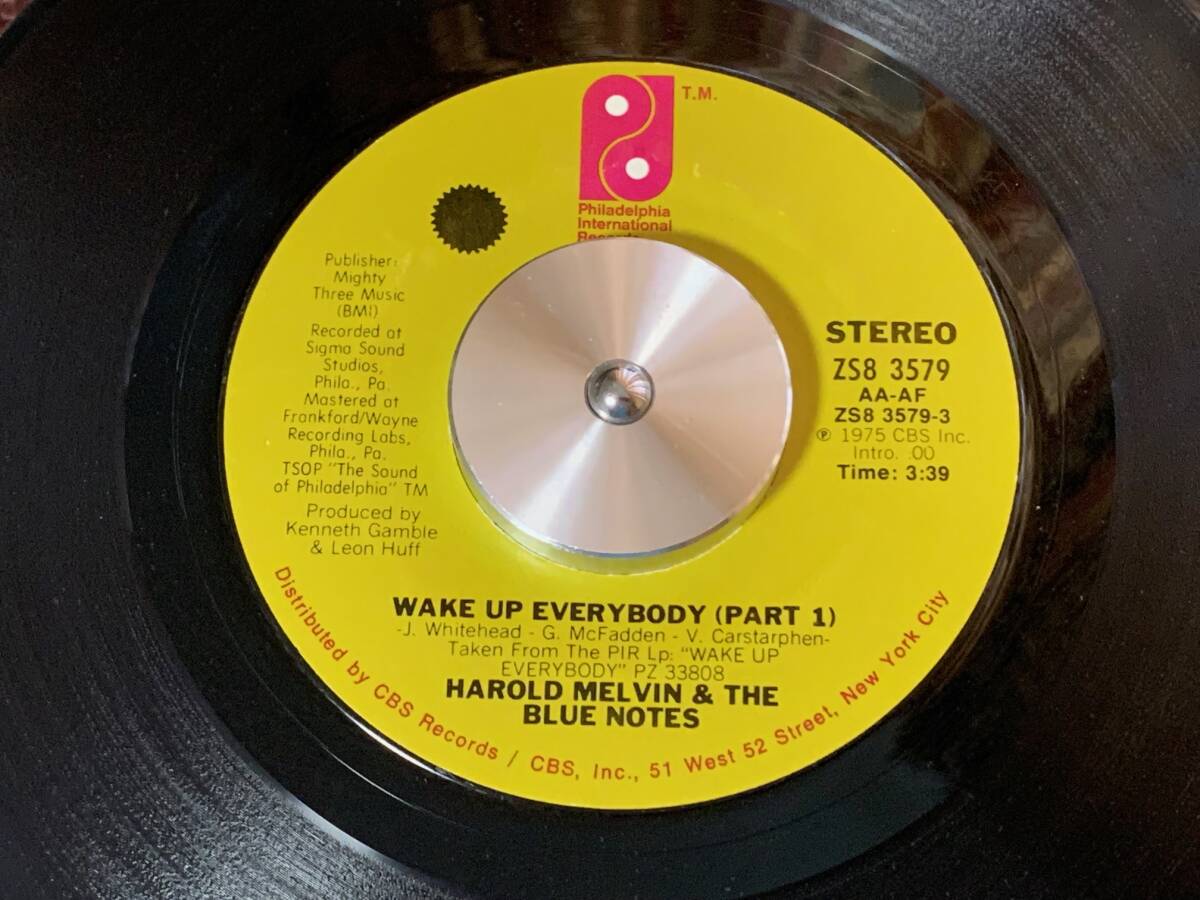 T.M.
Philadelphia
International
Records
Publisher:
Mighty
Three Music
(BMI)
Recorded at
Sigma Sound
Studios,
Phila., Pa.
Mastered at
Frankford/Wayne
Recording Labs,
Phila., Pa.
TSOP "The Sound
of Philadelphia" TM
Produced by
Kenneth Gamble
& Leon Huff
STEREO
ZS8 3579
AA-AF
ZS8 3579-3
℗ 1975 CBS Inc.
Intro. :00
Time: 3:39
WAKE UP EVERYBODY (PART 1)
-J. Whitehead - G. McFadden - V. Carstarphen-
Taken From The PIR Lp: "WAKE UP
EVERYBODY" PZ 33808
HAROLD MELVIN & THE
BLUE NOTES
Distributed by CBS Records / CBS, Inc., 51 West 52 Street, New York City